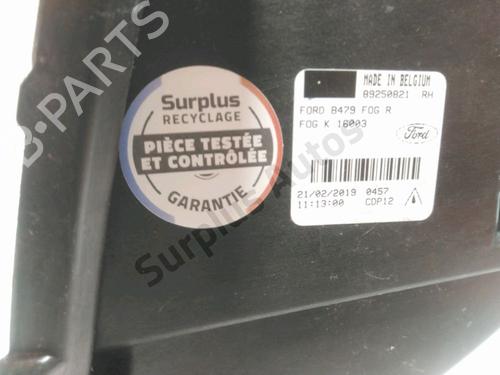 B-PARTS
Surplus
RECYCLAGE
PIÈCE TESTÉE
ET CONTRÔLÉE
GARANTIE
Surplus Autos
MADE IN BELGIUM
89250821 RH
FORD B479 FOG R
FOG K 16003
Ford
21/02/2019 0457
11:13:00 CDP12